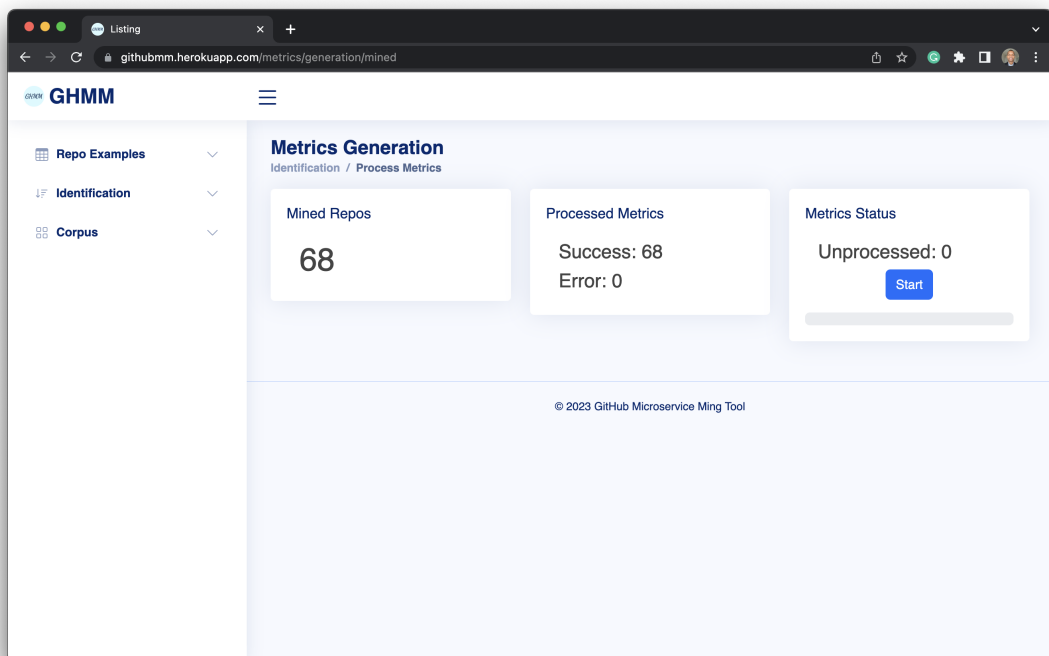 Listing
githubmm.herokuapp.com/metrics/generation/mined
GHMM GHMM
Repo Examples
Identification
Corpus
Metrics Generation
Identification / Process Metrics
Mined Repos
68
Processed Metrics
Success: 68
Error: 0
Metrics Status
Unprocessed: 0
Start
© 2023 GitHub Microservice Ming Tool